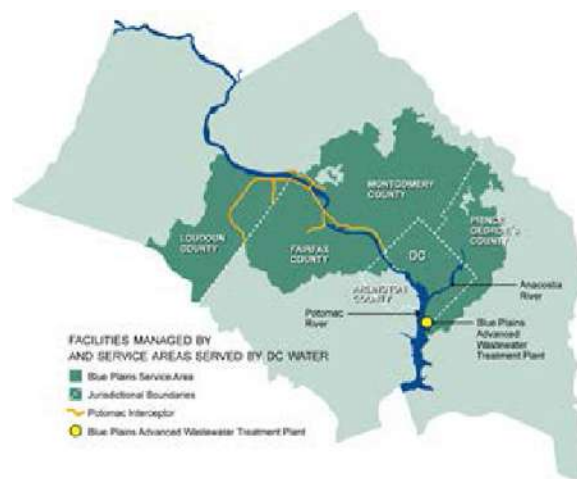 MONTGOMERY
COUNTY
PRINCE
GEORGE'S
COUNTY
LOUDOUN
COUNTY
FAIRFAX
COUNTY
DC
ARLINGTON
COUNTY
Anacostia
River
Potomac
River
Blue Plains
Advanced
Wastewater
Treatment Plant
FACILITIES MANAGED BY
AND SERVICE AREAS SERVED BY DC WATER
Blue Plains Service Area
Jurisdictional Boundaries
Potomac Interceptor
Blue Plains Advanced Wastewater Treatment Plant